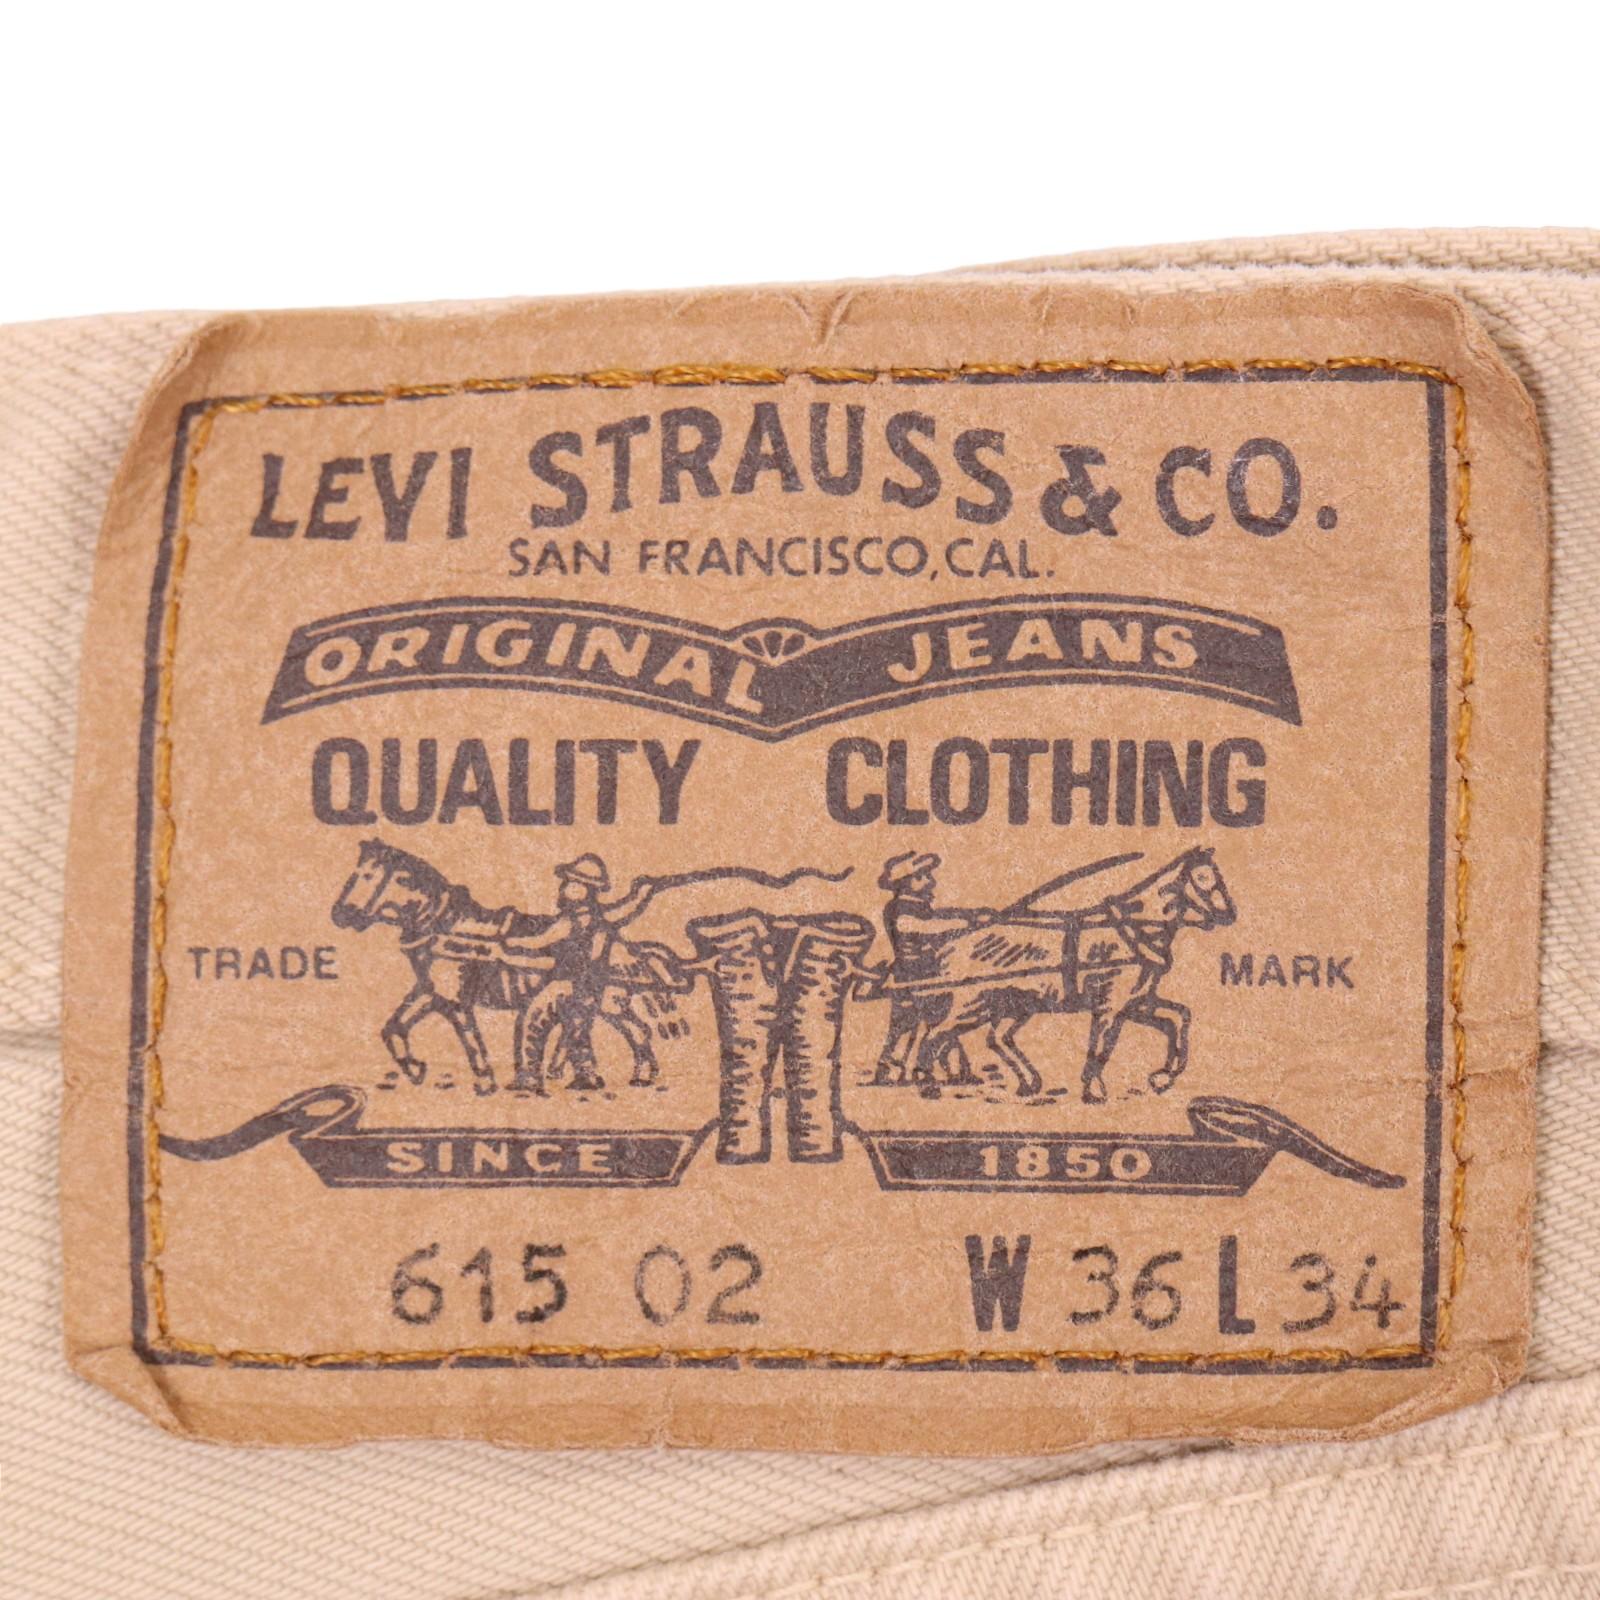 LEVI STRAUSS & CO.
SAN FRANCISCO, CAL.
ORIGINAL JEANS
QUALITY CLOTHING
TRADE MARK
SINCE 1850
615 02 W 36 L 34